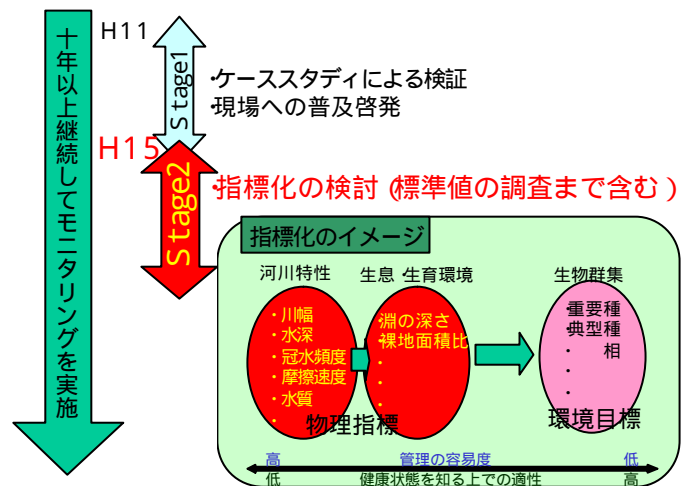 十年以上継続してモニタリングを実施
H11
Stage1
・ケーススタディによる検証
・現場への普及啓発
H15
Stage2
・指標化の検討（標準値の調査まで含む）
指標化のイメージ
河川特性
生息・生育環境
生物群集
・川幅
・水深
・冠水頻度
・摩擦速度
・水質
・
・淵の深さ
・裸地面積比
・
・
・
・重要種
・典型種
・　　相
・
・
物理指標
環境目標
高
管理の容易度
低
低
健康状態を知る上での適性
高